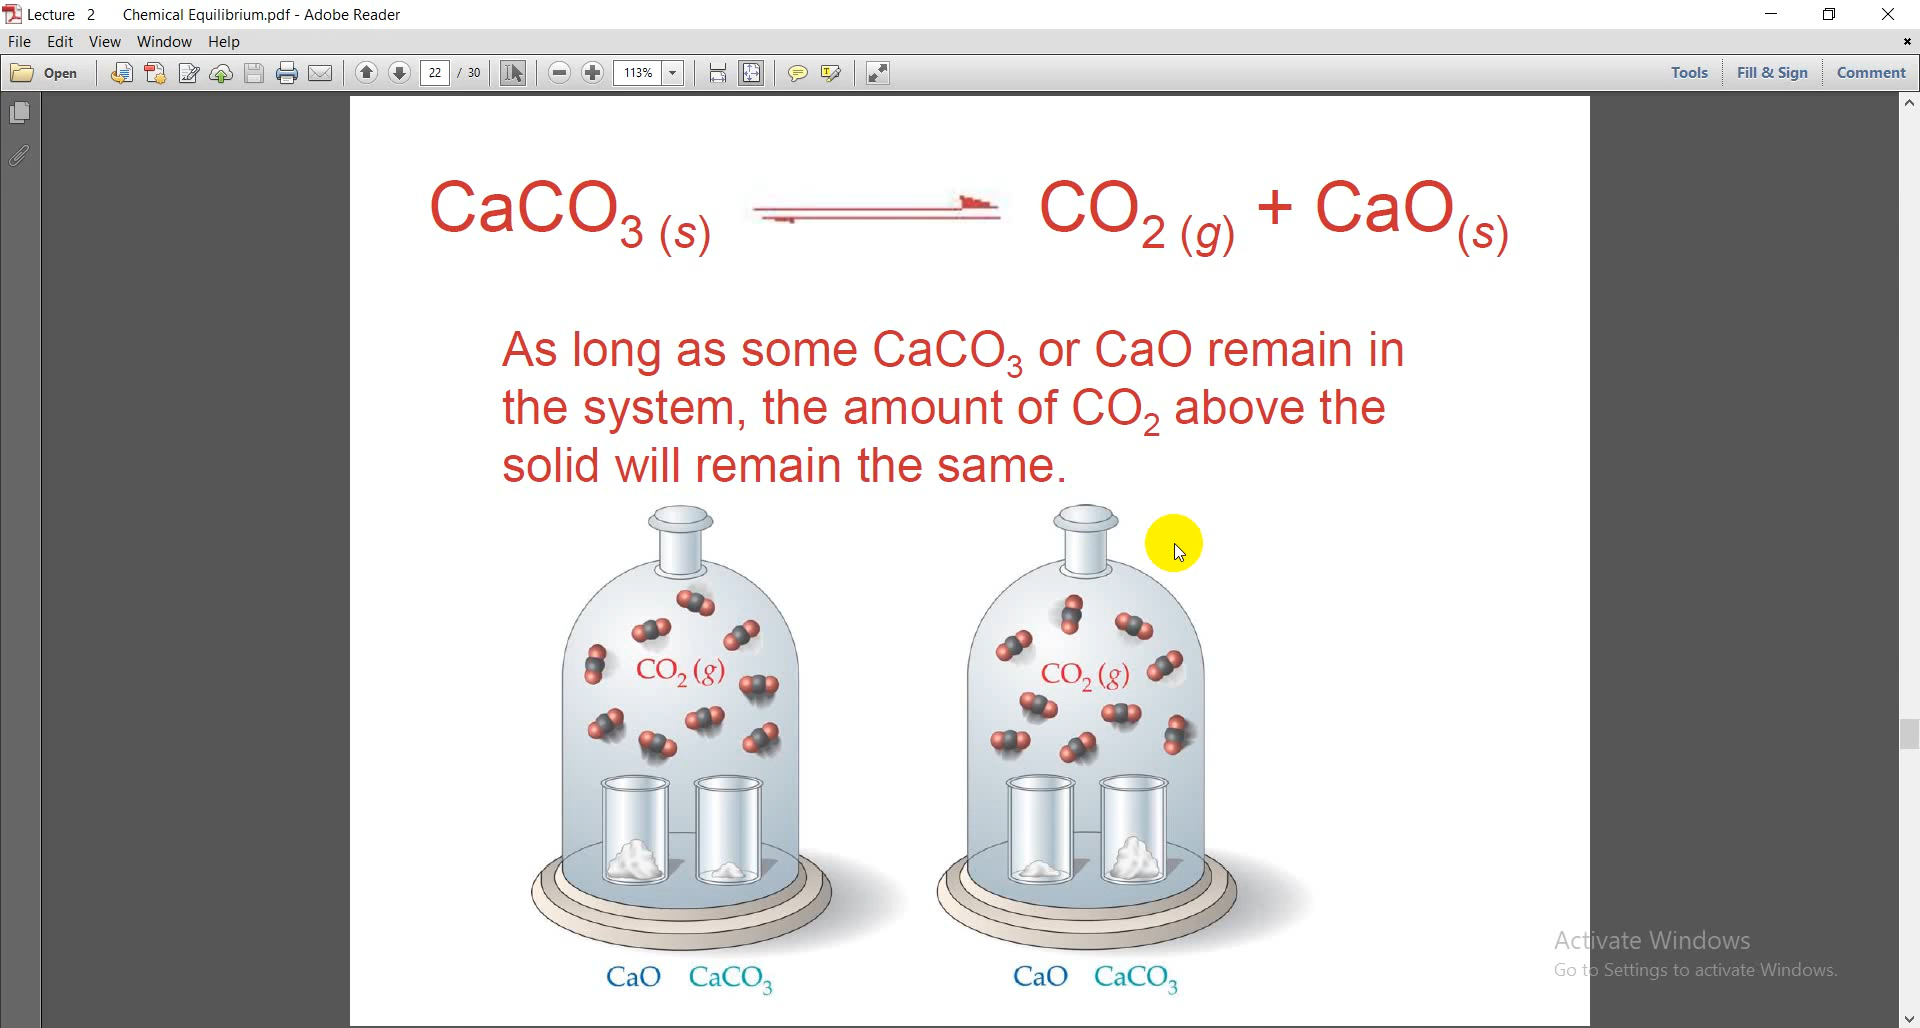 Lecture 2 Chemical Equilibrium.pdf - Adobe Reader
File Edit View Window Help
Open 22 / 30 113% Tools Fill & Sign Comment
CaCO₃ (s) CO₂ (g) + CaO(s)
As long as some CaCO₃ or CaO remain in
the system, the amount of CO₂ above the
solid will remain the same.
CO₂ (g) CO₂ (g)
CaO CaCO₃ CaO CaCO₃
Activate Windows
Go to Settings to activate Windows.